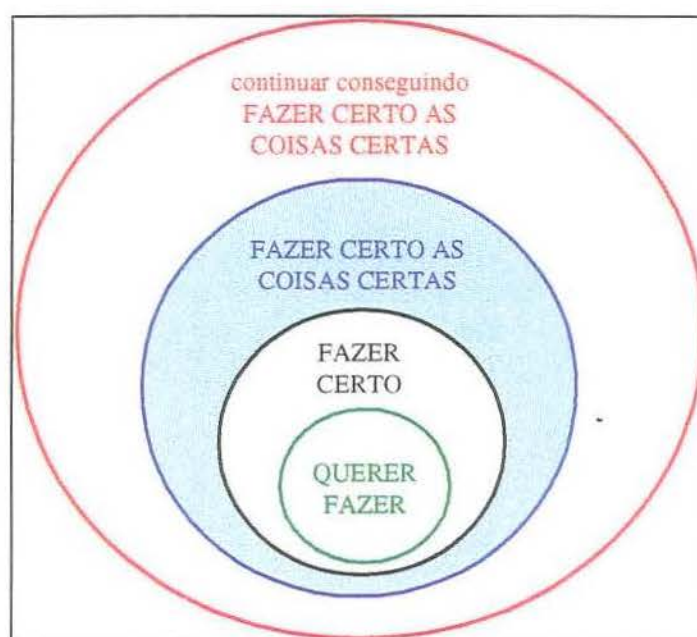 continuar conseguindo
FAZER CERTO AS
COISAS CERTAS
FAZER CERTO AS
COISAS CERTAS
FAZER
CERTO
QUERER
FAZER